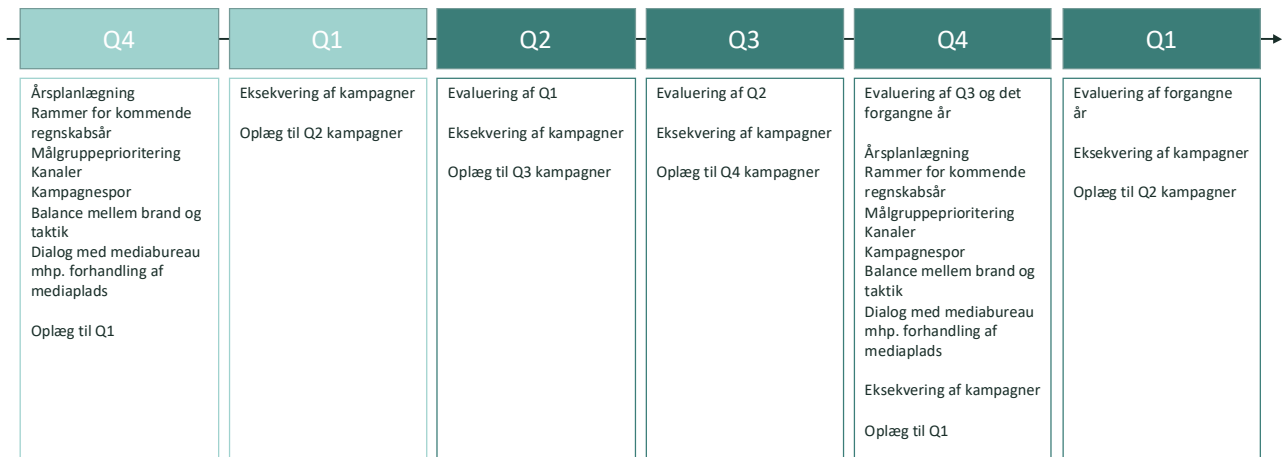 Q4
Årsplanlægning
Rammer for kommende
regnskabsår
Målgruppeprioritering
Kanaler
Kampagnespor
Balance mellem brand og
taktik
Dialog med mediabureau
mhp. forhandling af
mediaplads
Oplæg til Q1
Q1
Eksekvering af kampagner
Oplæg til Q2 kampagner
Q2
Evaluering af Q1
Eksekvering af kampagner
Oplæg til Q3 kampagner
Q3
Evaluering af Q2
Eksekvering af kampagner
Oplæg til Q4 kampagner
Q4
Evaluering af Q3 og det
forgangne år
Årsplanlægning
Rammer for kommende
regnskabsår
Målgruppeprioritering
Kanaler
Kampagnespor
Balance mellem brand og
taktik
Dialog med mediabureau
mhp. forhandling af
mediaplads
Eksekvering af kampagner
Oplæg til Q1
Q1
Evaluering af forgangne
år
Eksekvering af kampagner
Oplæg til Q2 kampagner